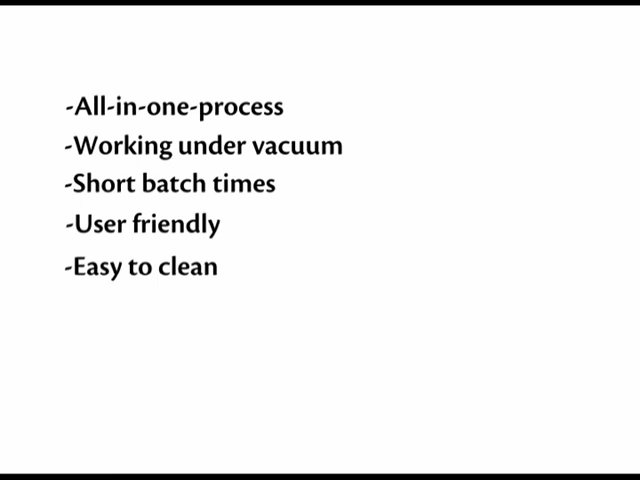 -All-in-one-process
-Working under vacuum
-Short batch times
-User friendly
-Easy to clean